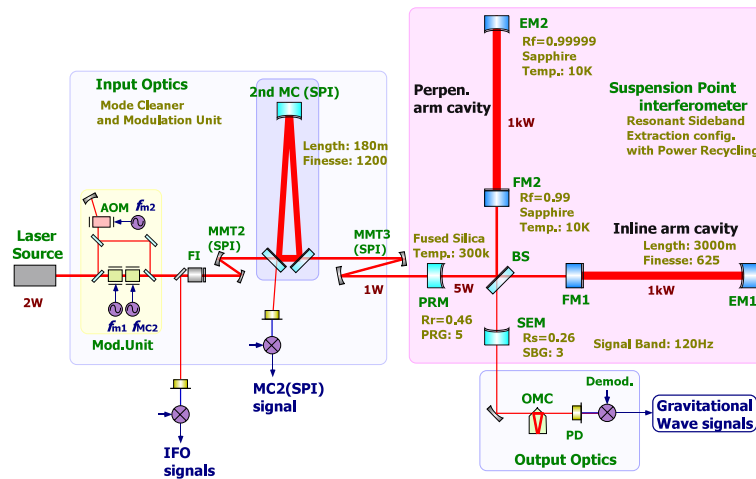 Input Optics
Mode Cleaner
and Modulation Unit
2nd MC (SPI)
Length: 180m
Finesse: 1200
AOM
fm2
Laser
Source
2W
fm1
fMC2
Mod.Unit
FI
MMT2
(SPI)
MMT3
(SPI)
1W
MC2(SPI)
signal
IFO
signals
EM2
Rf=0.99999
Sapphire
Temp.: 10K
Perpen.
arm cavity
1kW
Suspension Point
interferometer
Resonant Sideband
Extraction config.
with Power Recycling
FM2
Rf=0.99
Sapphire
Temp.: 10K
Fused Silica
Temp.: 300k
BS
Inline arm cavity
Length: 3000m
Finesse: 625
PRM
5W
FM1
1kW
EM1
Rr=0.46
PRG: 5
SEM
Rs=0.26
SBG: 3
Signal Band: 120Hz
OMC
Demod.
PD
Gravitational
Wave signals
Output Optics